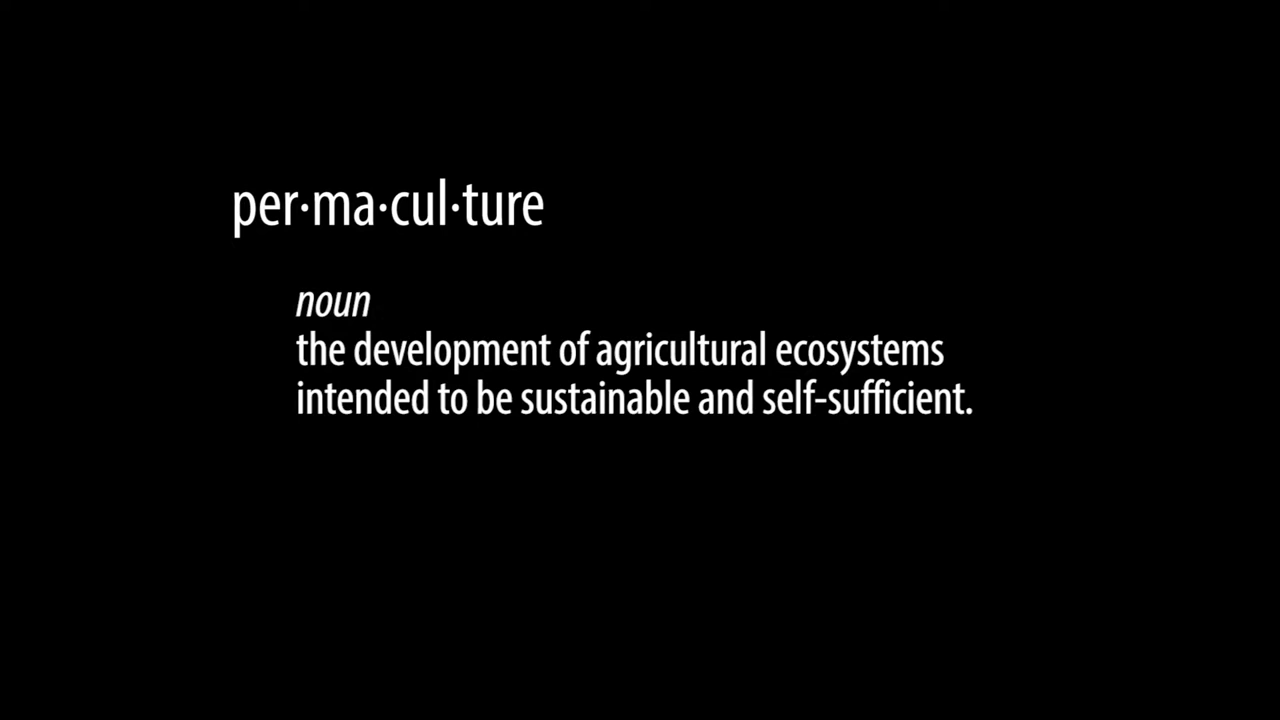 per·ma·cul·ture
noun
the development of agricultural ecosystems
intended to be sustainable and self-sufficient.